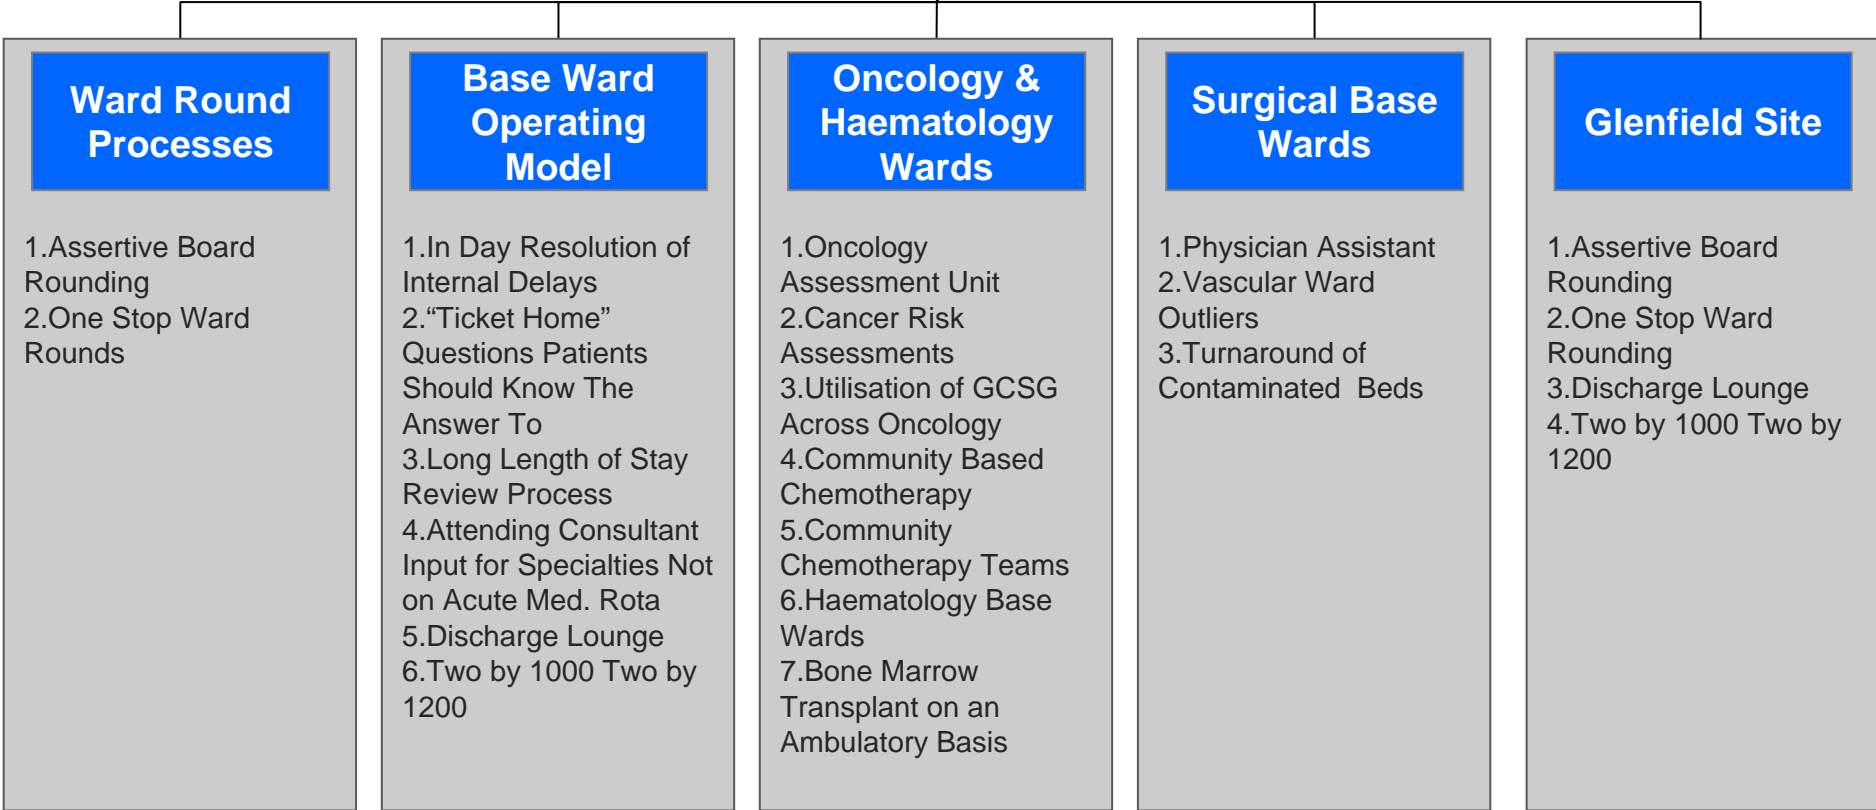 Ward Round
Processes
1.Assertive Board
Rounding
2.One Stop Ward
Rounds
Base Ward
Operating
Model
1.In Day Resolution of
Internal Delays
2.“Ticket Home”
Questions Patients
Should Know The
Answer To
3.Long Length of Stay
Review Process
4.Attending Consultant
Input for Specialties Not
on Acute Med. Rota
5.Discharge Lounge
6.Two by 1000 Two by
1200
Oncology &
Haematology
Wards
1.Oncology
Assessment Unit
2.Cancer Risk
Assessments
3.Utilisation of GCSG
Across Oncology
4.Community Based
Chemotherapy
5.Community
Chemotherapy Teams
6.Haematology Base
Wards
7.Bone Marrow
Transplant on an
Ambulatory Basis
Surgical Base
Wards
1.Physician Assistant
2.Vascular Ward
Outliers
3.Turnaround of
Contaminated  Beds
Glenfield Site
1.Assertive Board
Rounding
2.One Stop Ward
Rounding
3.Discharge Lounge
4.Two by 1000 Two by
1200